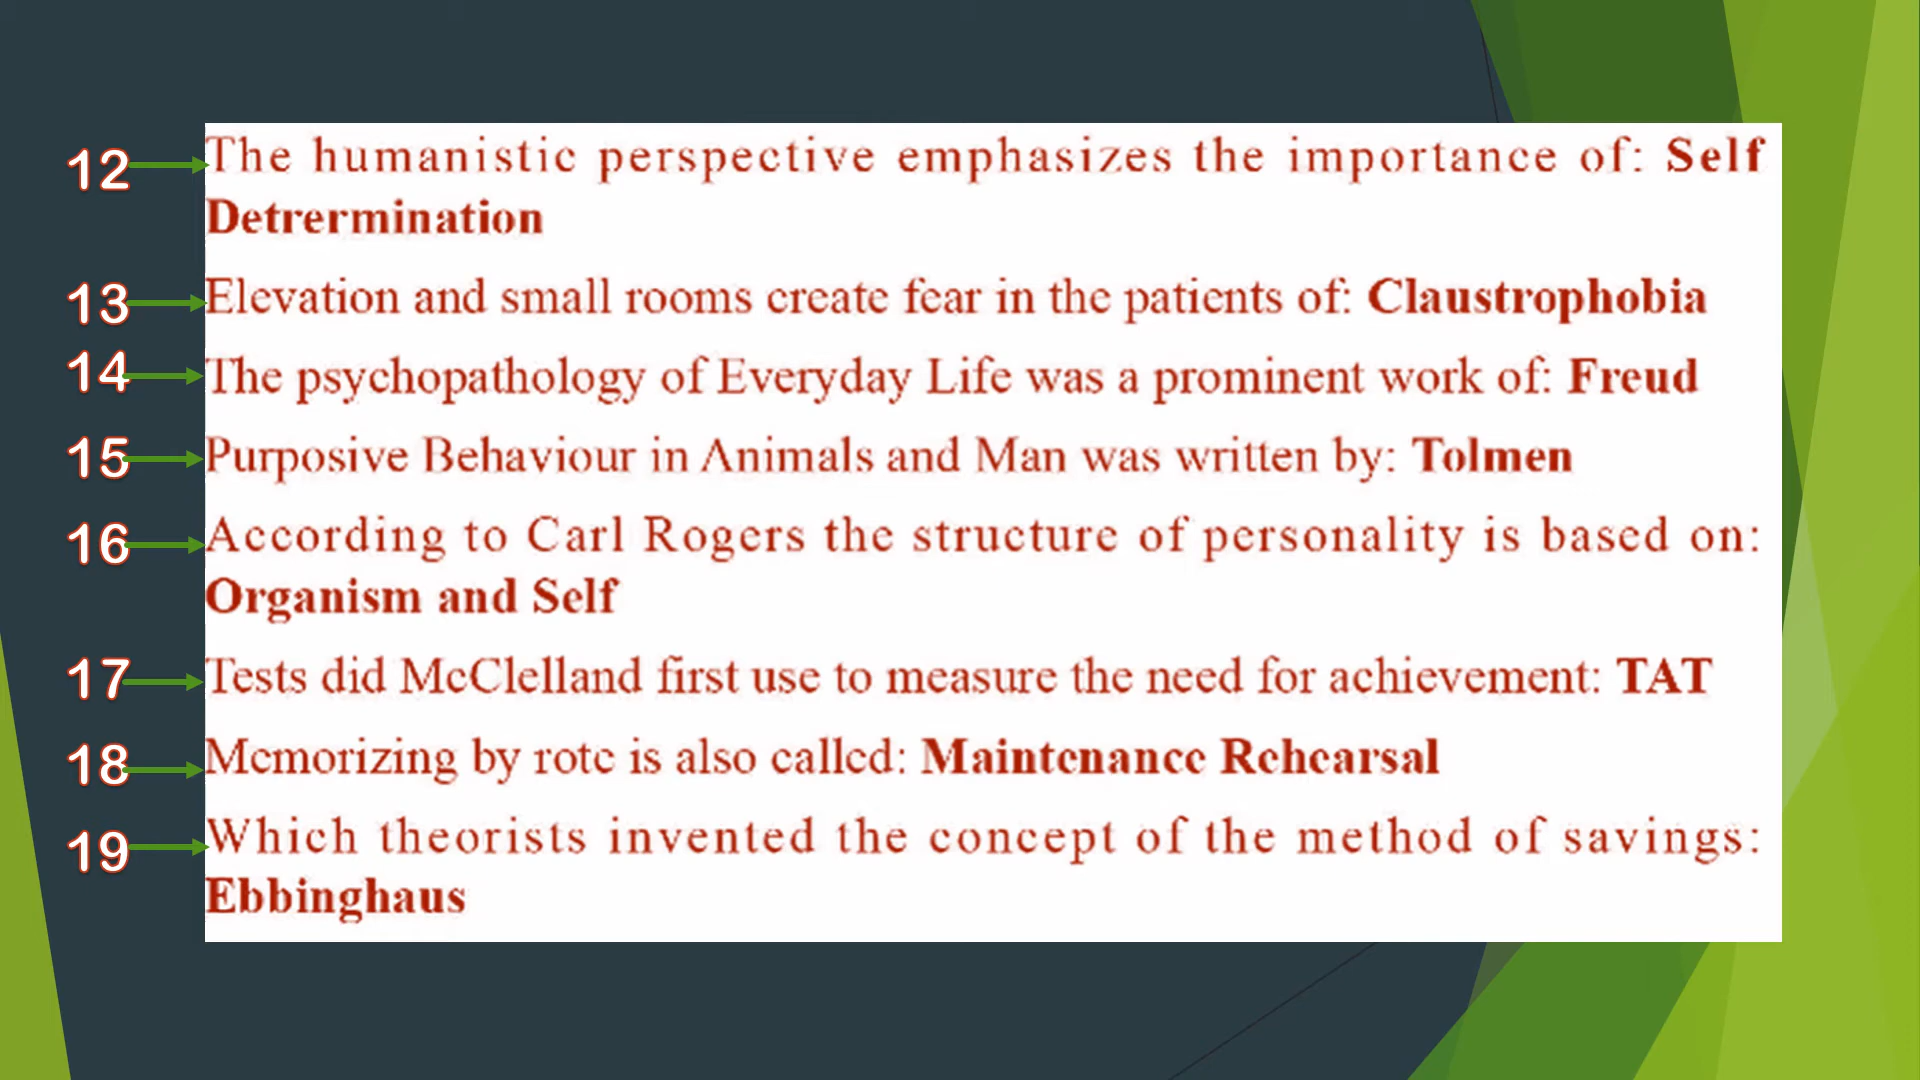 12 The humanistic perspective emphasizes the importance of: Self
Detrermination
13 Elevation and small rooms create fear in the patients of: Claustrophobia
14 The psychopathology of Everyday Life was a prominent work of: Freud
15 Purposive Behaviour in Animals and Man was written by: Tolmen
16 According to Carl Rogers the structure of personality is based on:
Organism and Self
17 Tests did McClelland first use to measure the need for achievement: TAT
18 Memorizing by rote is also called: Maintenance Rehearsal
19 Which theorists invented the concept of the method of savings:
Ebbinghaus